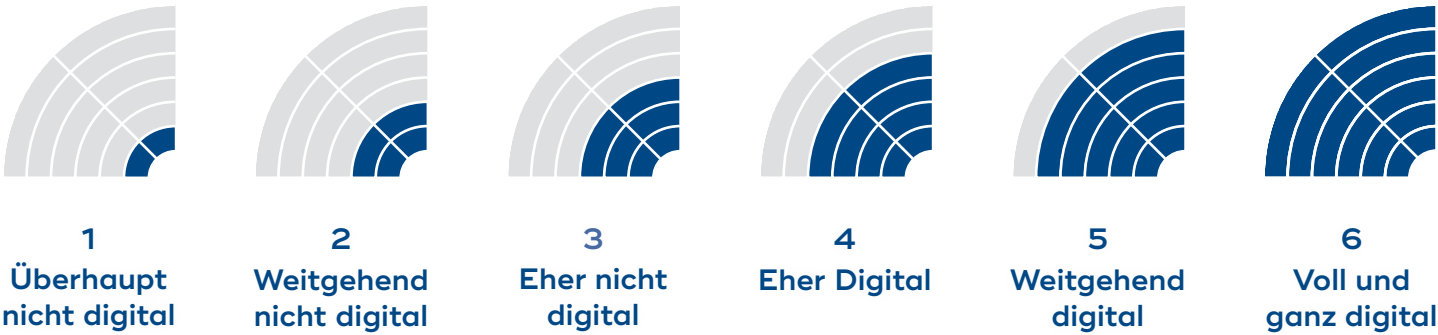 1
Überhaupt
nicht digital
2
Weitgehend
nicht digital
3
Eher nicht
digital
4
Eher Digital
5
Weitgehend
digital
6
Voll und
ganz digital